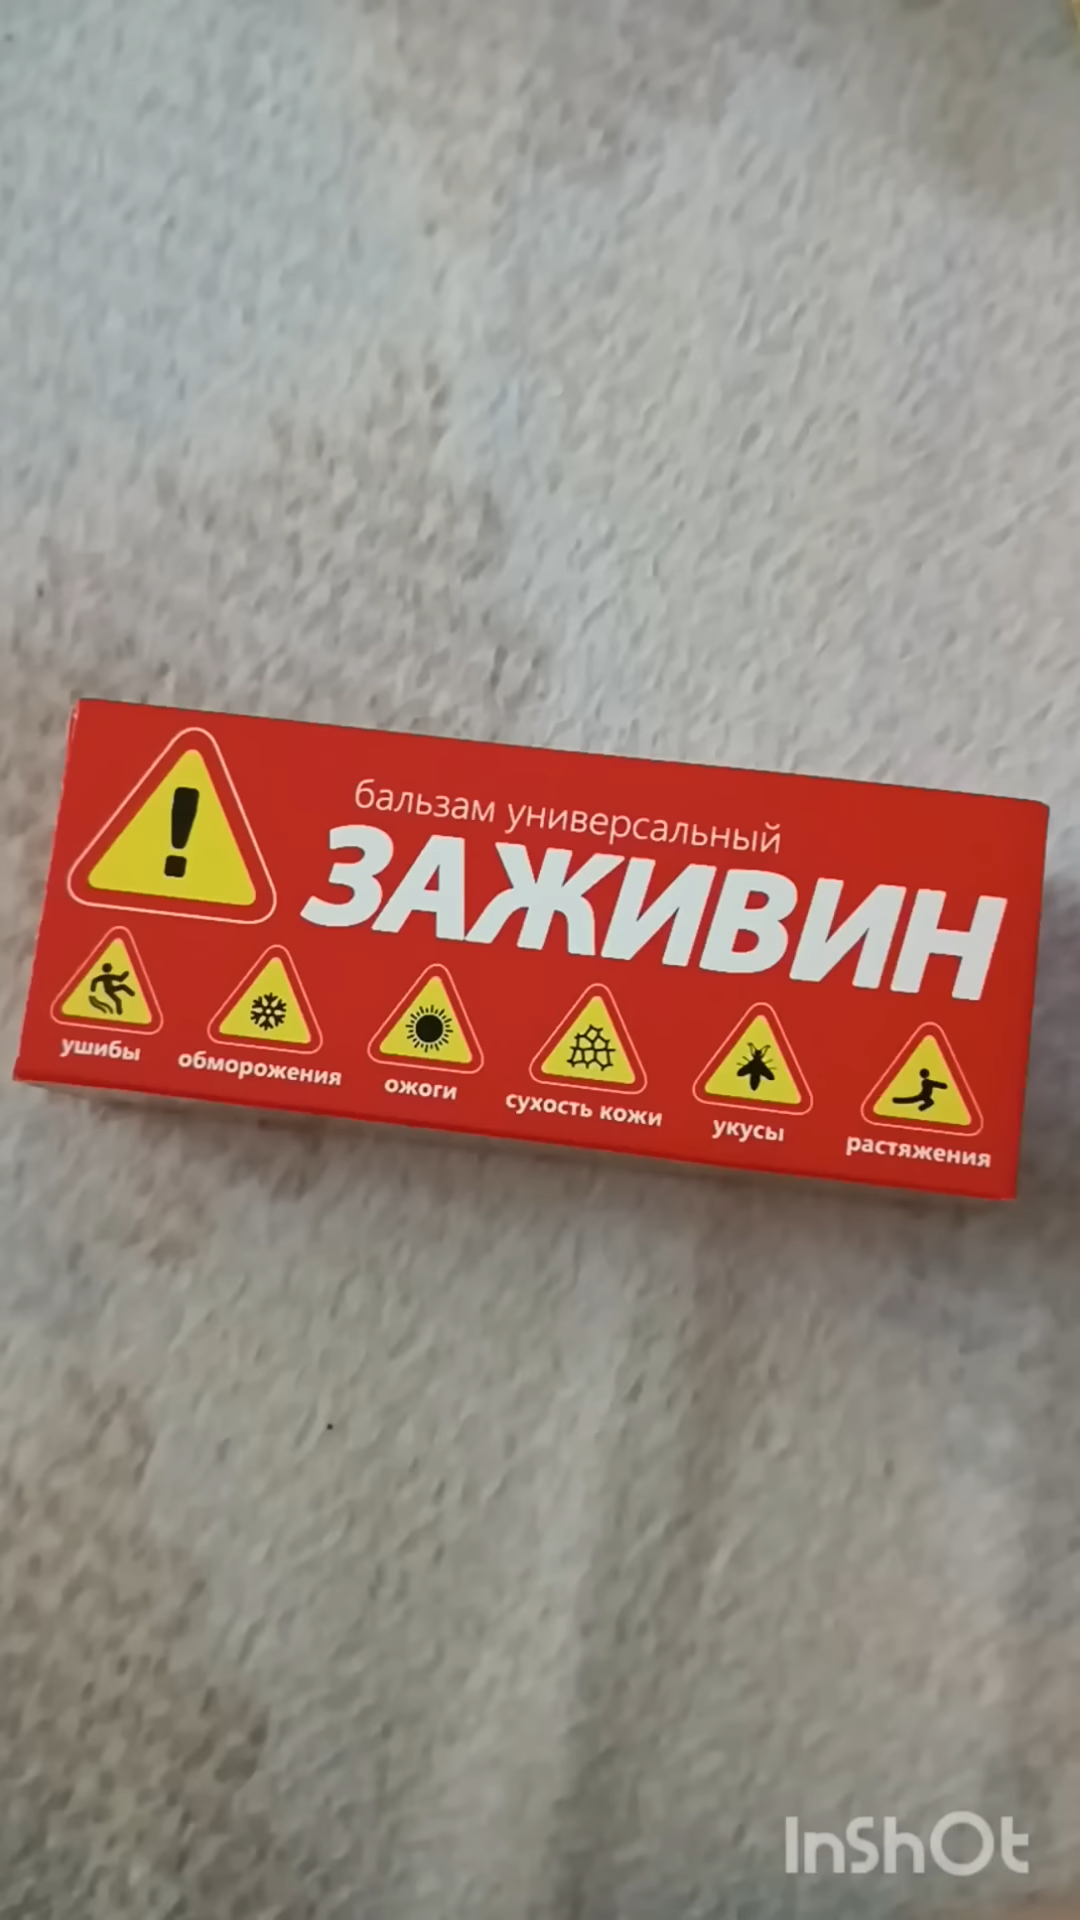 бальзам универсальный
ЗАЖИВИН
ушибы
обморожения
ожоги
сухость кожи
укусы
растяжения
InShOt